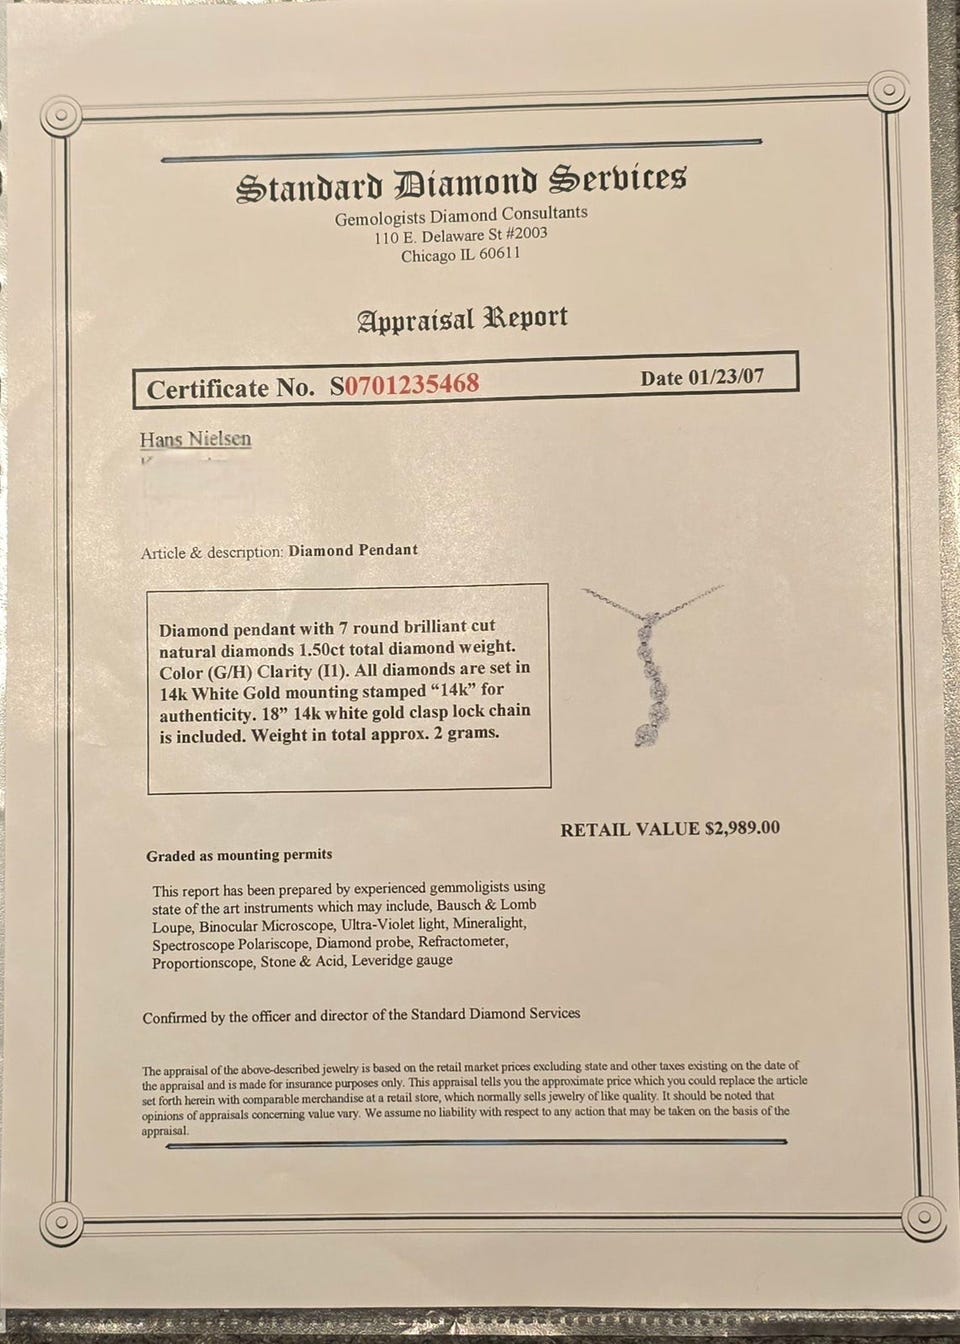 Standard Diamond Services
Gemologists Diamond Consultants
110 E. Delaware St #2003
Chicago IL 60611
Appraisal Report
Certificate No. S0701235468 Date 01/23/07
Hans Nielsen
Article & description: Diamond Pendant
Diamond pendant with 7 round brilliant cut
natural diamonds 1.50ct total diamond weight.
Color (G/H) Clarity (I1). All diamonds are set in
14k White Gold mounting stamped “14k” for
authenticity. 18” 14k white gold clasp lock chain
is included. Weight in total approx. 2 grams.
RETAIL VALUE $2,989.00
Graded as mounting permits
This report has been prepared by experienced gemmoligists using
state of the art instruments which may include, Bausch & Lomb
Loupe, Binocular Microscope, Ultra-Violet light, Mineralight,
Spectroscope Polariscope, Diamond probe, Refractometer,
Proportionscope, Stone & Acid, Leveridge gauge
Confirmed by the officer and director of the Standard Diamond Services
The appraisal of the above-described jewelry is based on the retail market prices excluding state and other taxes existing on the date of
the appraisal and is made for insurance purposes only. This appraisal tells you the approximate price which you could replace the article
set forth herein with comparable merchandise at a retail store, which normally sells jewelry of like quality. It should be noted that
opinions of appraisals concerning value vary. We assume no liability with respect to any action that may be taken on the basis of the
appraisal.